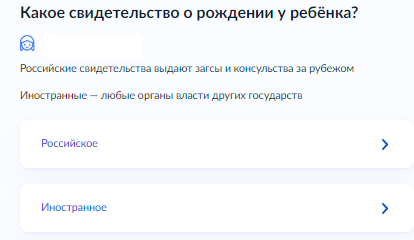 Какое свидетельство о рождении у ребёнка?
Российские свидетельства выдают загсы и консульства за рубежом
Иностранные — любые органы власти других государств
Российское
Иностранное